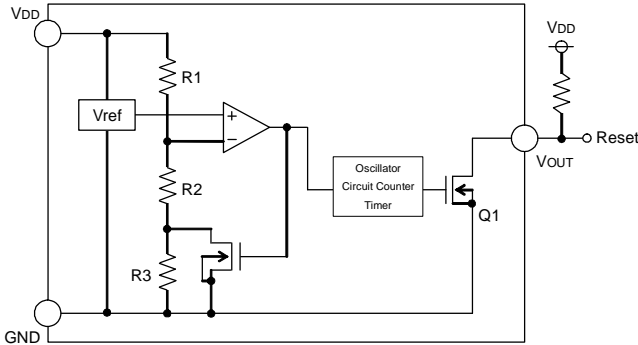 VDD
VDD
R1
Vref
+
−
Reset
VOUT
Oscillator
Circuit Counter
Timer
R2
Q1
R3
GND